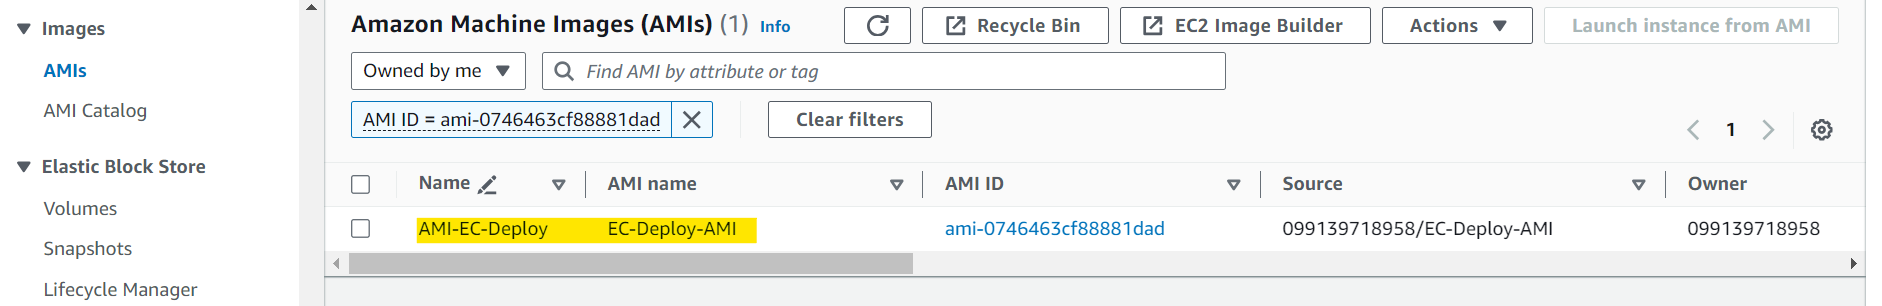 Images
AMIs
AMI Catalog
Elastic Block Store
Volumes
Snapshots
Lifecycle Manager
Amazon Machine Images (AMIs) (1) Info
Recycle Bin
EC2 Image Builder
Actions
Launch instance from AMI
Owned by me
Find AMI by attribute or tag
AMI ID = ami-0746463cf88881dad
Clear filters
1
Name AMI name AMI ID Source Owner
AMI-EC-Deploy EC-Deploy-AMI ami-0746463cf88881dad 099139718958/EC-Deploy-AMI 099139718958